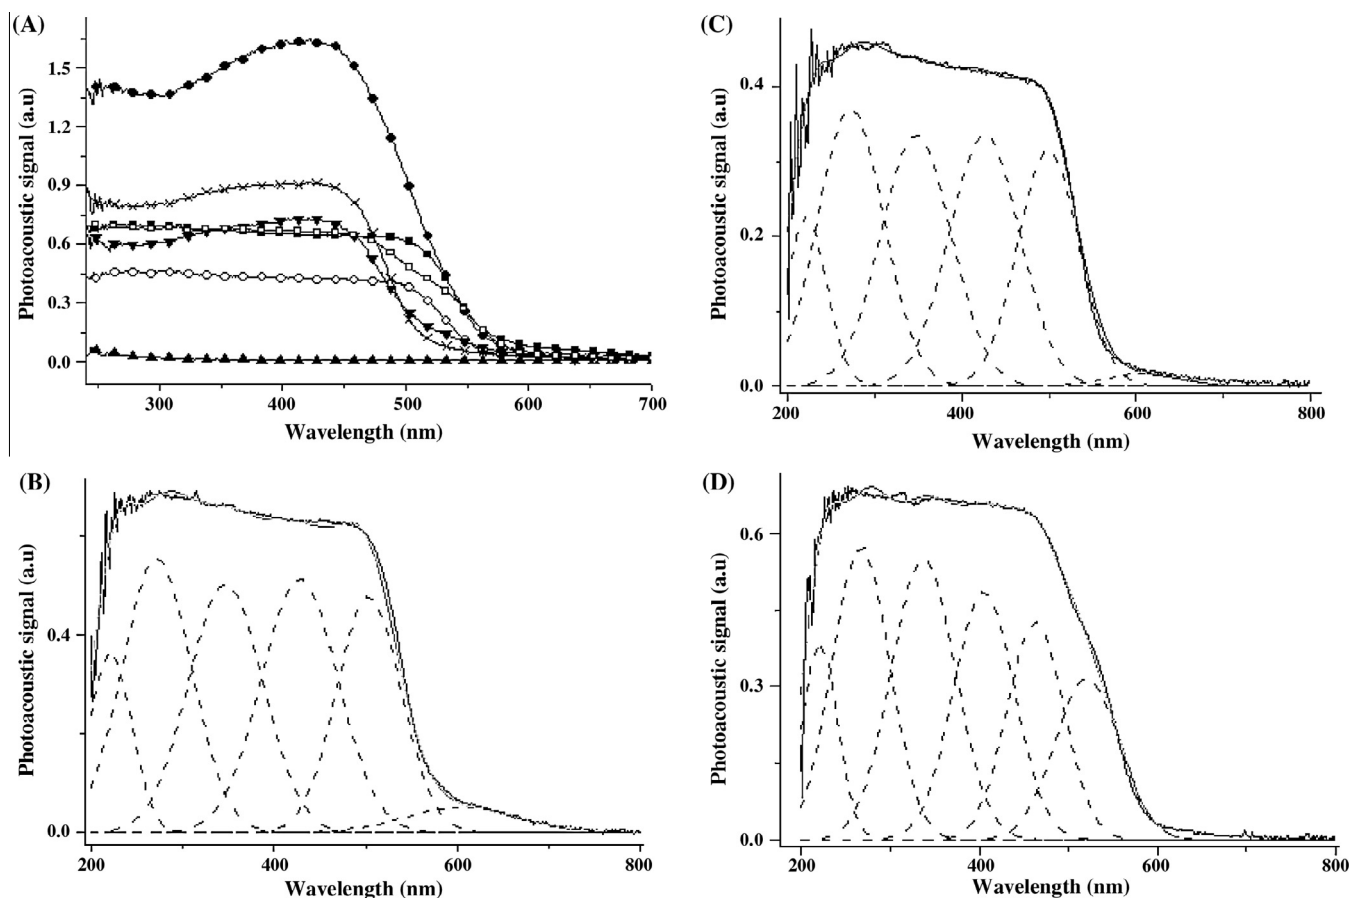 (A)
Photoacoustic signal (a.u)
1.5
1.2
0.9
0.6
0.3
0.0
300 400 500 600 700
Wavelength (nm)
(C)
Photoacoustic signal (a.u)
0.4
0.2
0.0
200 400 600 800
Wavelength (nm)
(B)
Photoacoustic signal (a.u)
0.4
0.0
200 400 600 800
Wavelength (nm)
(D)
Photoacoustic signal (a.u)
0.6
0.3
0.0
200 400 600 800
Wavelength (nm)